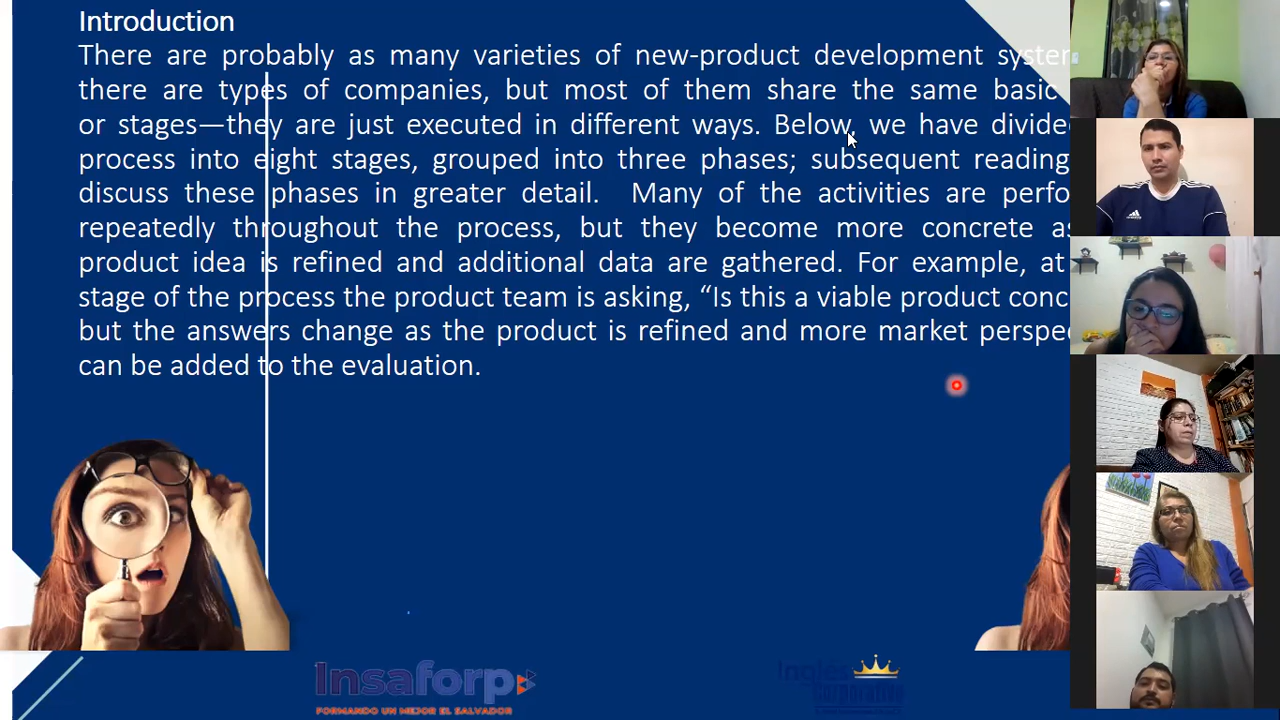 Introduction
There are probably as many varieties of new-product development
there are types of companies, but most of them share the same basic
or stages—they are just executed in different ways. Below, we have
process into eight stages, grouped into three phases; subsequent reading
discuss these phases in greater detail. Many of the activities are
repeatedly throughout the process, but they become more concrete
product idea is refined and additional data are gathered. For example, at
stage of the process the product team is asking, “Is this a viable product
but the answers change as the product is refined and more market
can be added to the evaluation.
Insaforp
FORMANDO UN MEJOR EL SALVADOR
Ingles
Corporativo